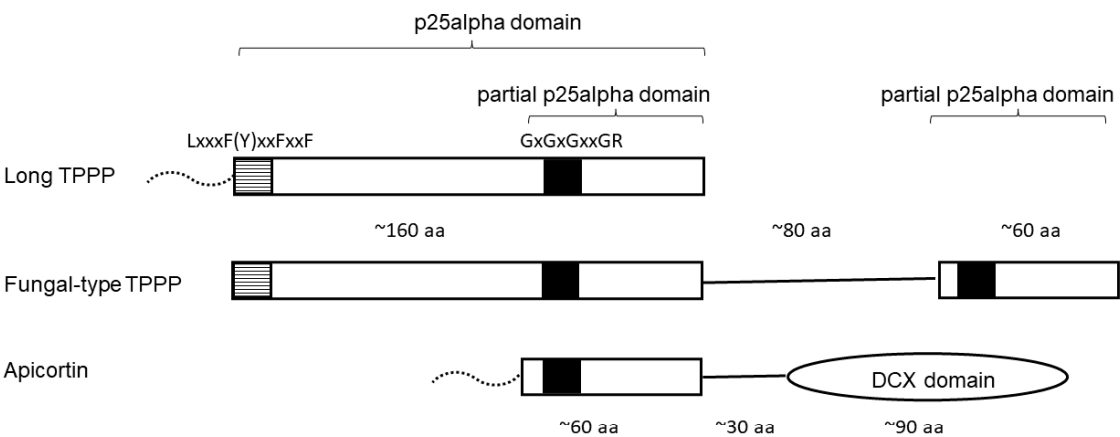 p25alpha domain
partial p25alpha domain
partial p25alpha domain
LxxxF(Y)xxFxxF
GxGxGxxGR
Long TPPP
~160 aa
~80 aa
~60 aa
Fungal-type TPPP
Apicortin
DCX domain
~60 aa
~30 aa
~90 aa